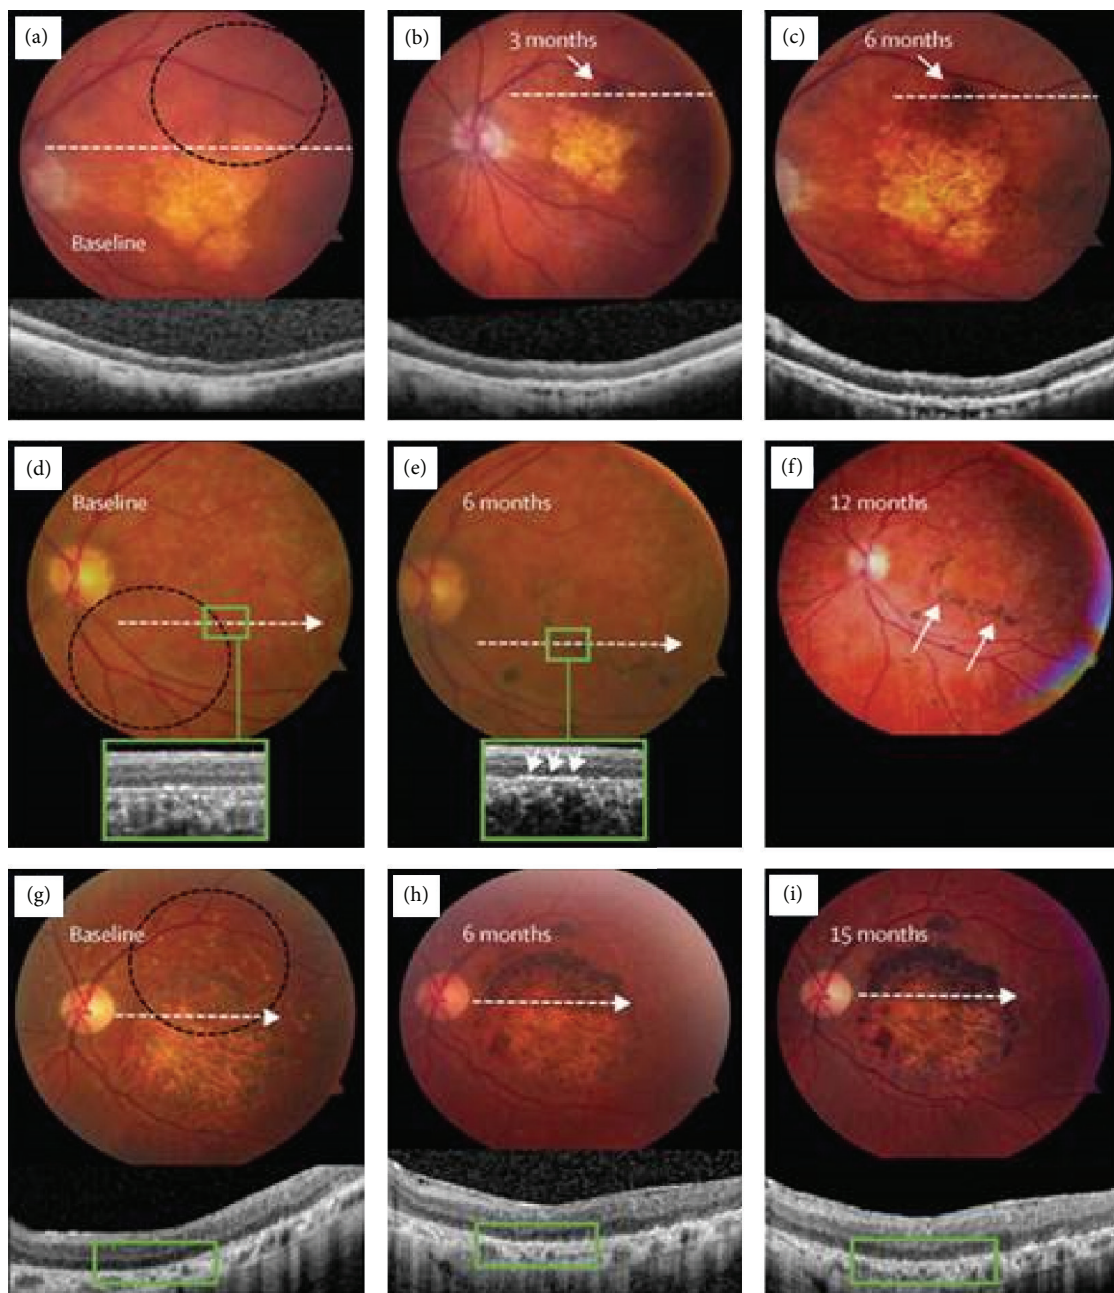 (a)
Baseline
(b)
3 months
(c)
6 months
(d)
Baseline
(e)
6 months
(f)
12 months
(g)
Baseline
(h)
6 months
(i)
15 months